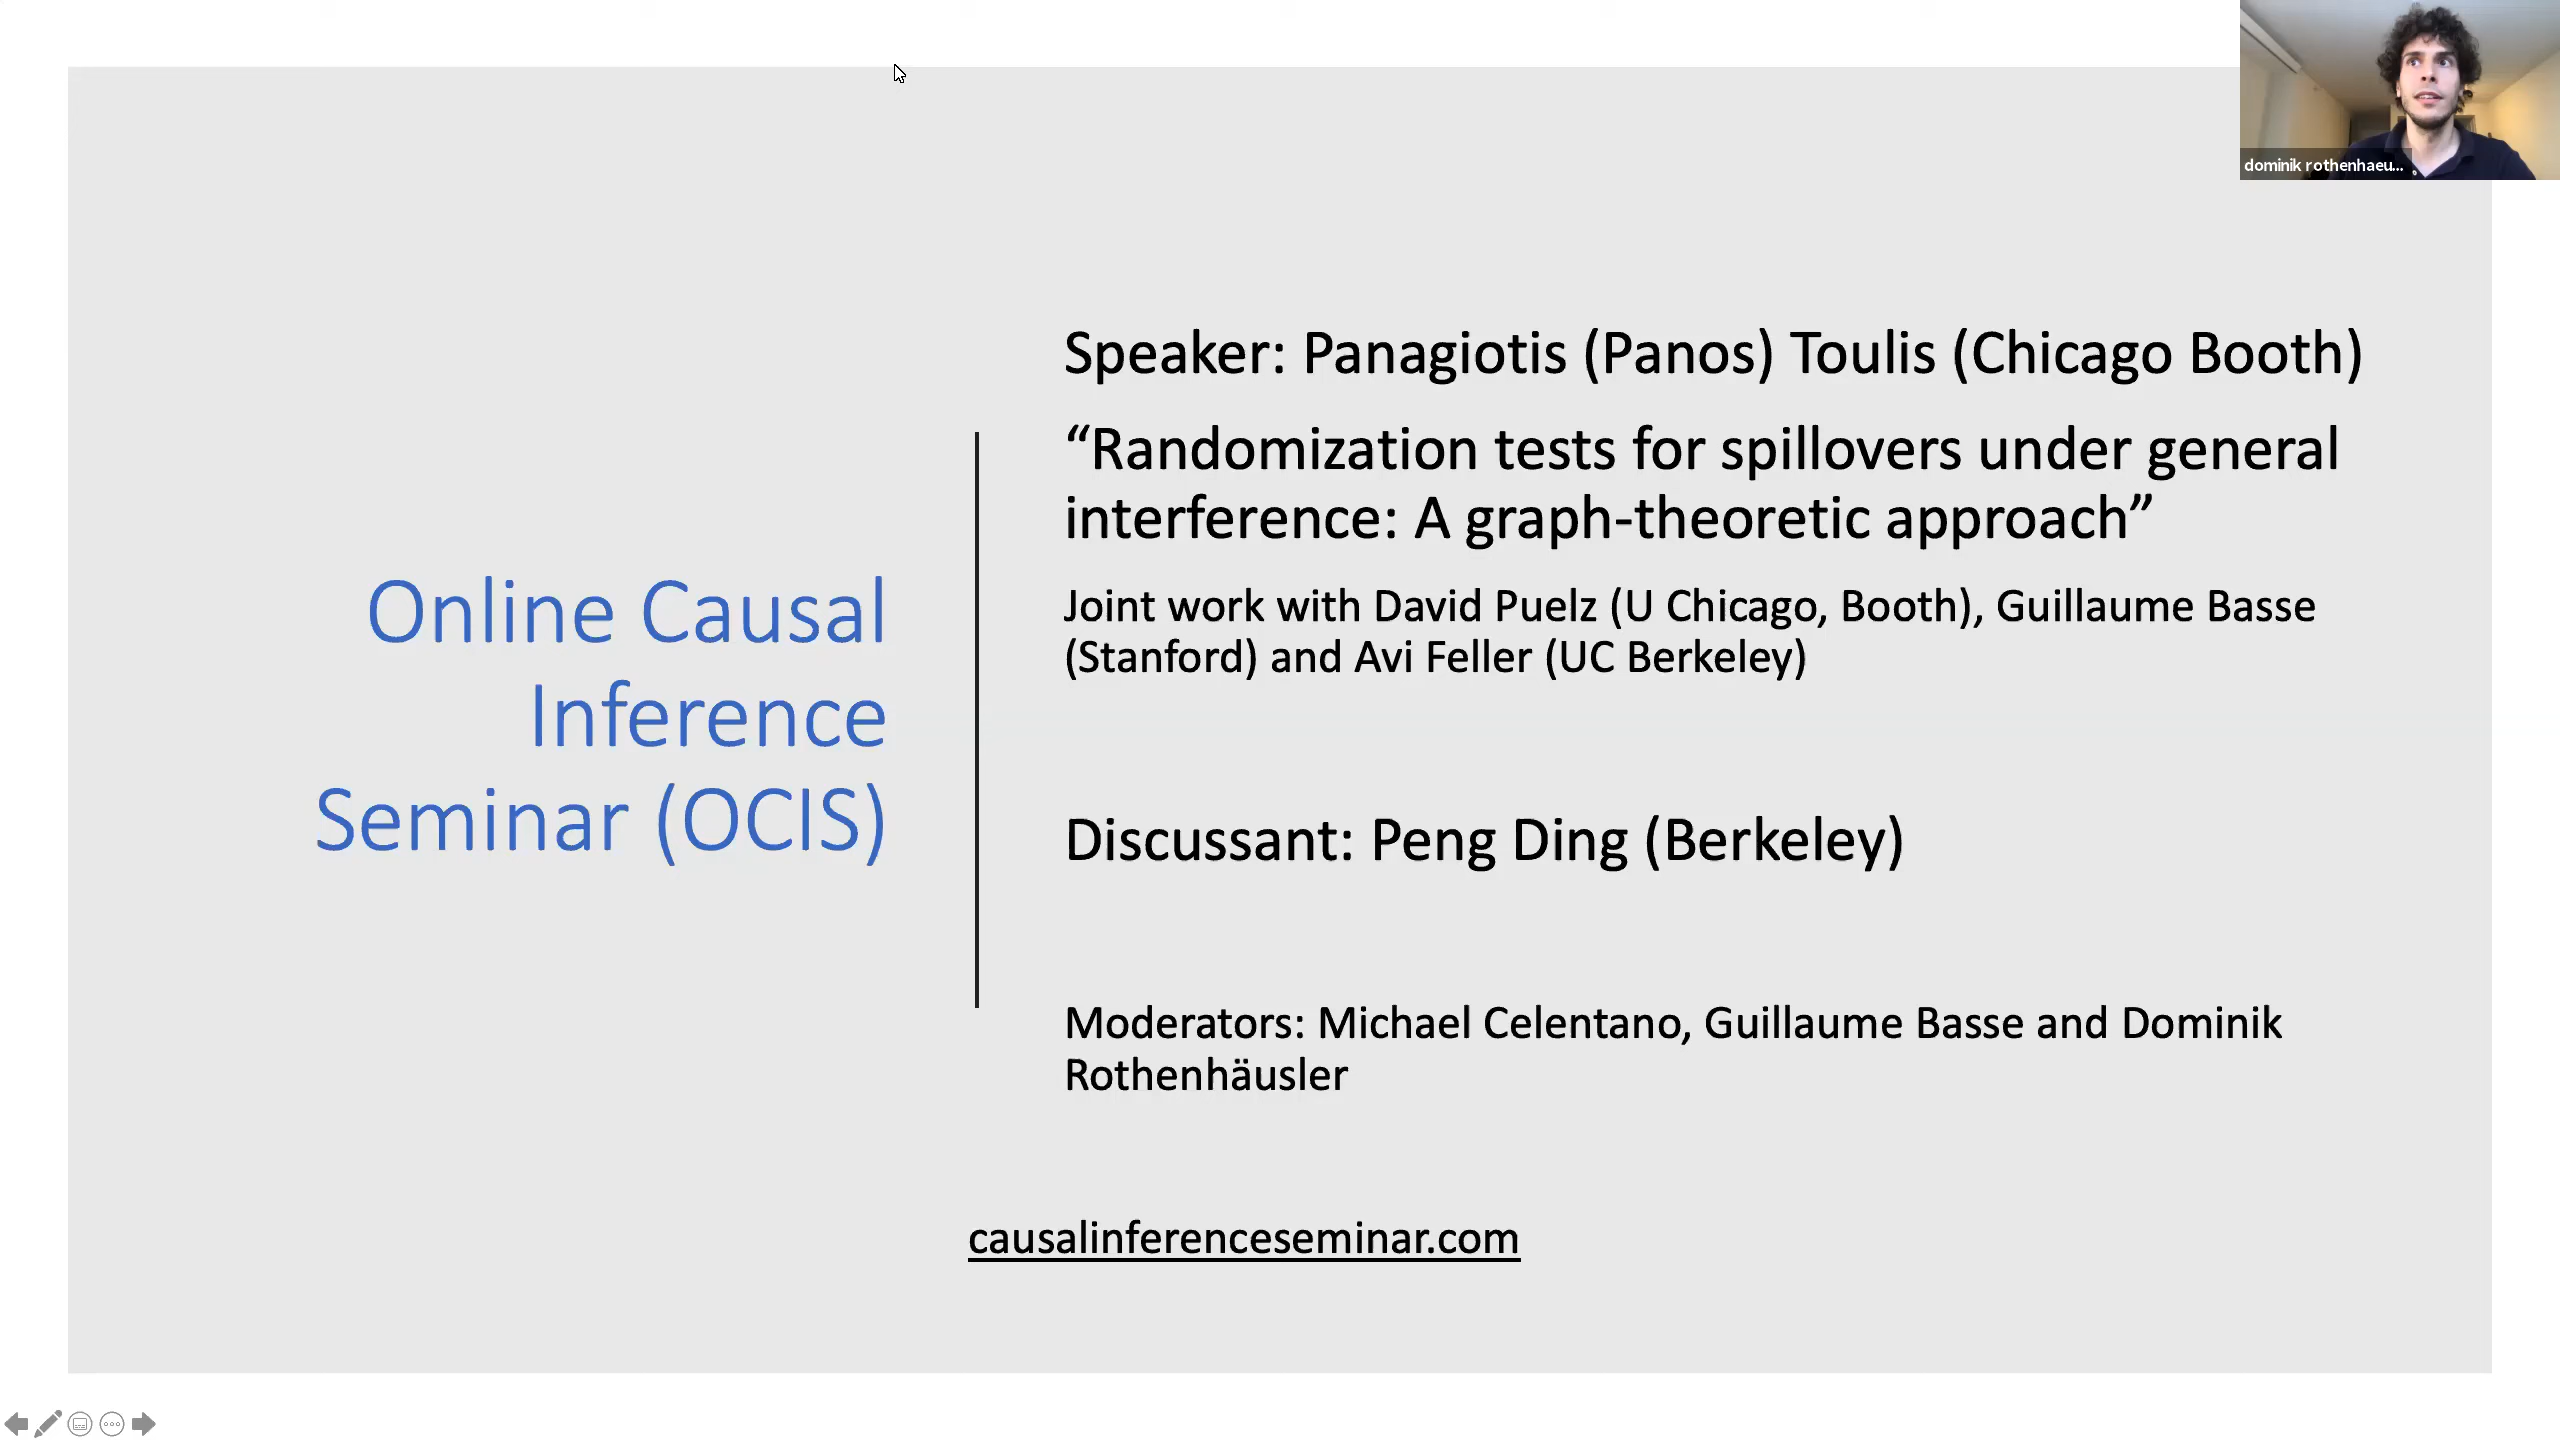 dominik rothenhaeu...
Speaker: Panagiotis (Panos) Toulis (Chicago Booth)
“Randomization tests for spillovers under general
interference: A graph-theoretic approach”
Joint work with David Puelz (U Chicago, Booth), Guillaume Basse
(Stanford) and Avi Feller (UC Berkeley)
Online Causal
Inference
Seminar (OCIS)
Discussant: Peng Ding (Berkeley)
Moderators: Michael Celentano, Guillaume Basse and Dominik
Rothenhäusler
causalinferenceseminar.com